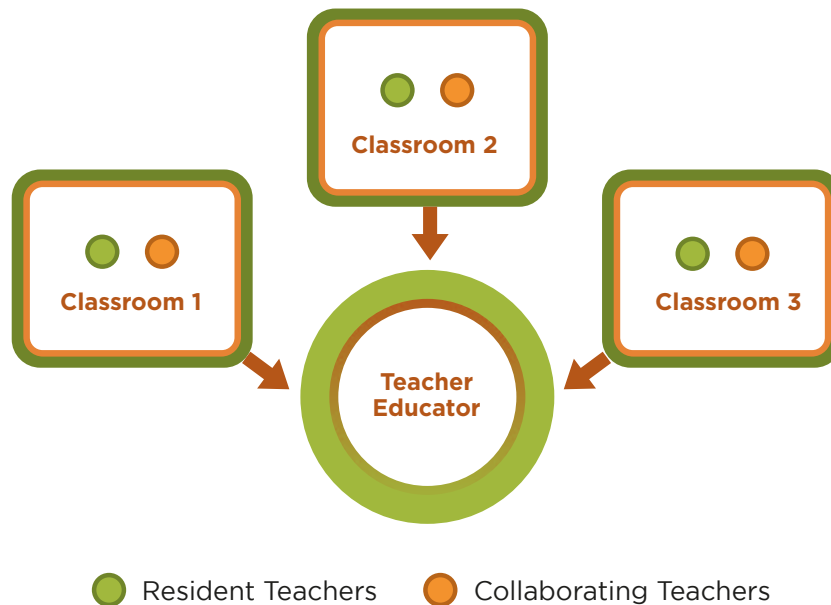 Classroom 2
Classroom 1
Classroom 3
Teacher
Educator
Resident Teachers
Collaborating Teachers